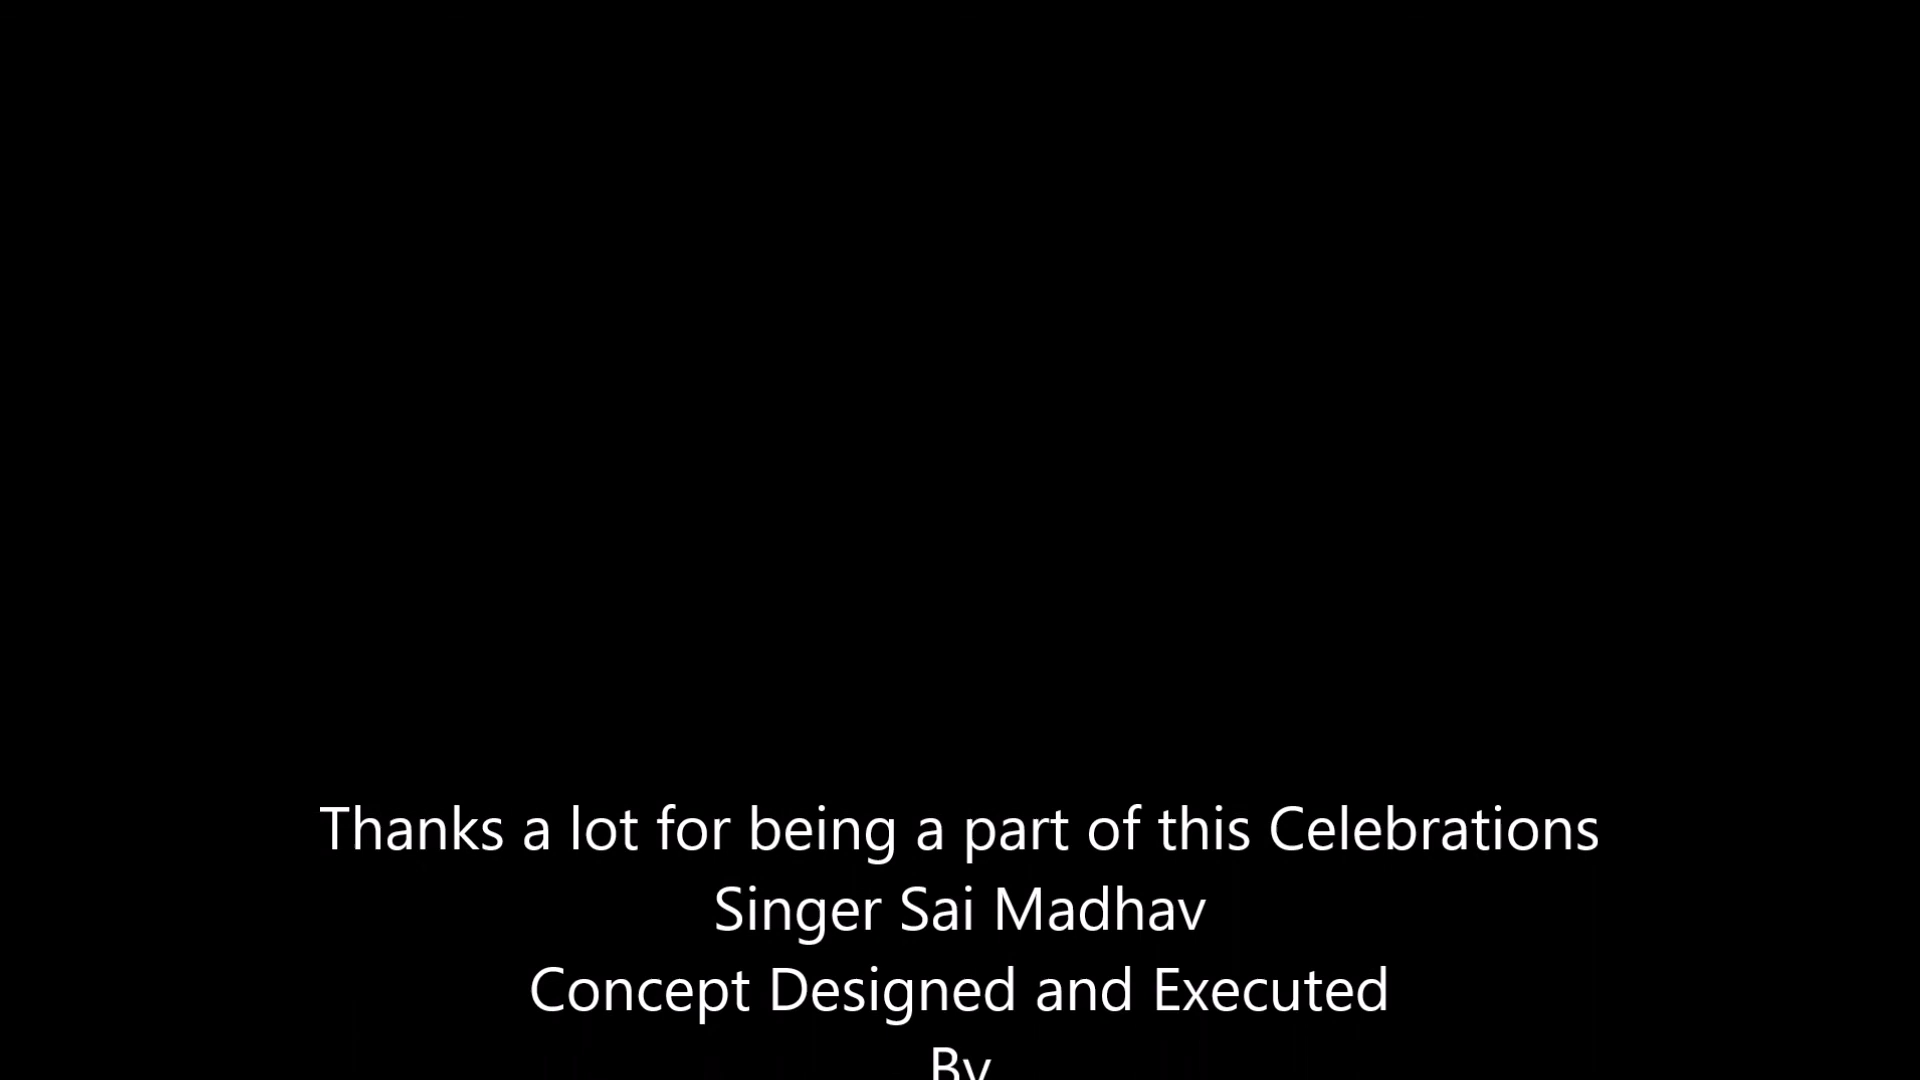 Thanks a lot for being a part of this Celebrations
Singer Sai Madhav
Concept Designed and Executed
By